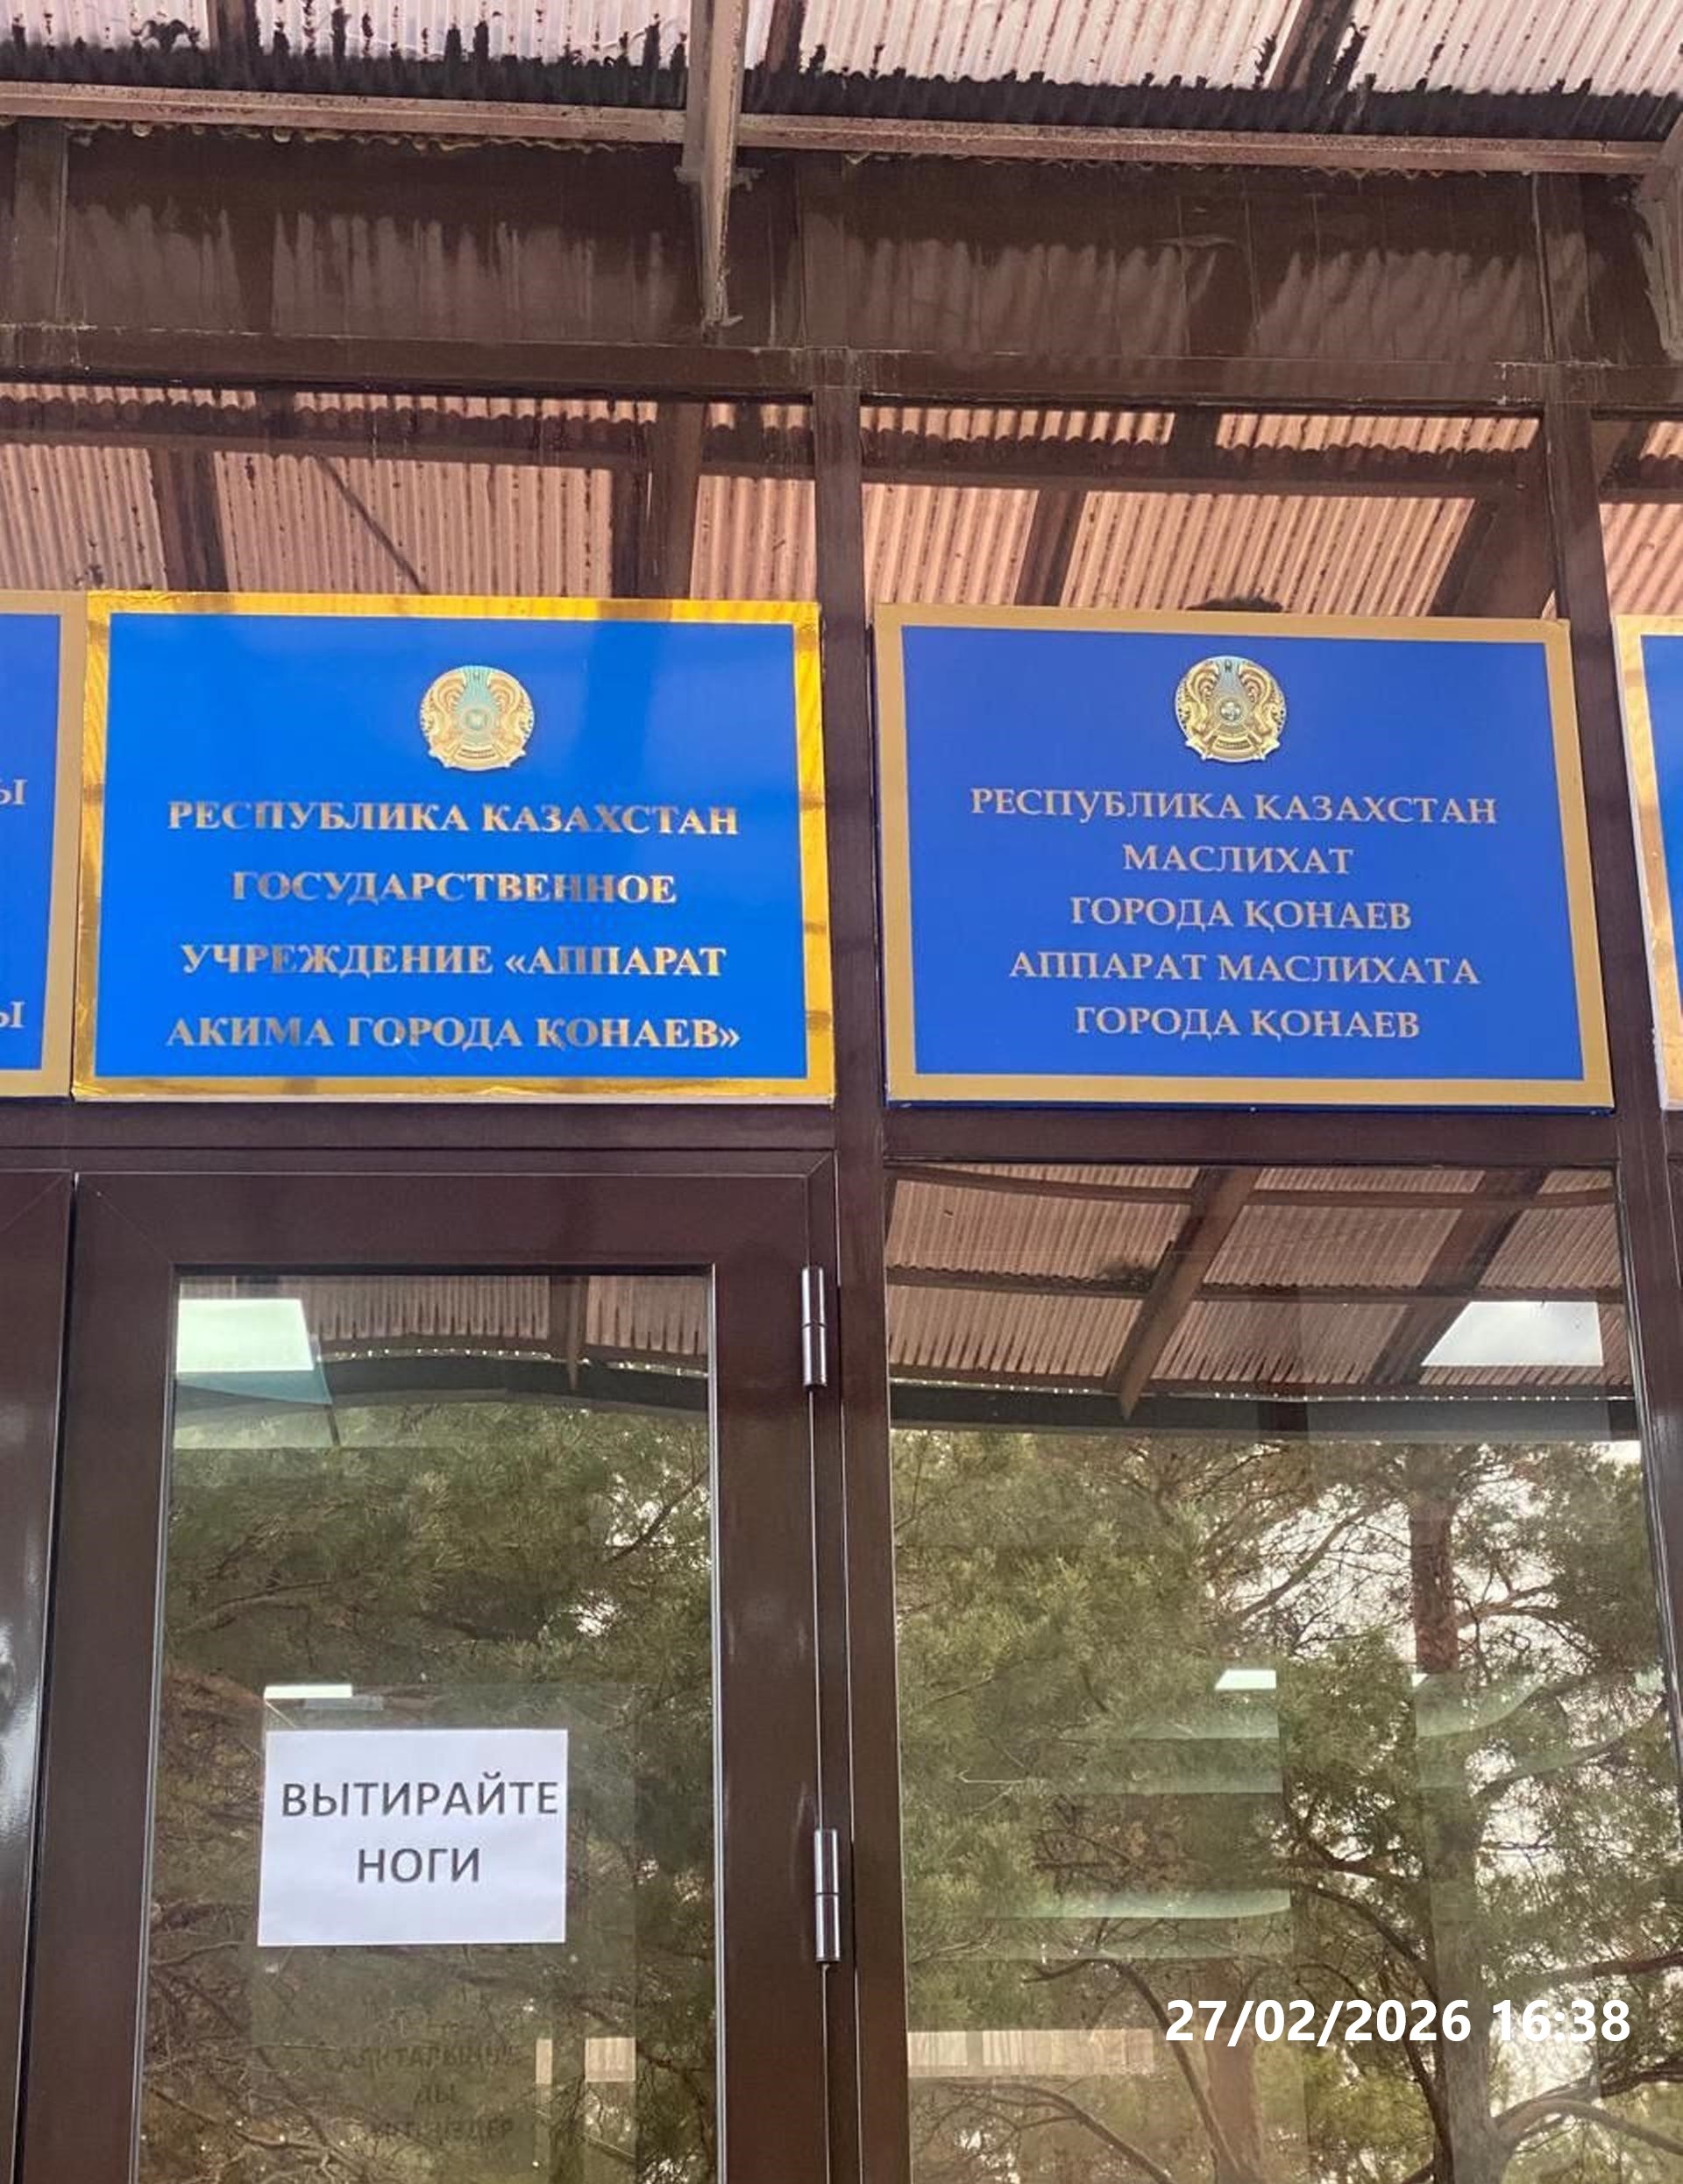 Ы
Ы
РЕСПУБЛИКА КАЗАХСТАН
ГОСУДАРСТВЕННОЕ
УЧРЕЖДЕНИЕ «АППАРАТ
АКИМА ГОРОДА ҚОНАЕВ»
РЕСПУБЛИКА КАЗАХСТАН
МАСЛИХАТ
ГОРОДА ҚОНАЕВ
АППАРАТ МАСЛИХАТА
ГОРОДА ҚОНАЕВ
ВЫТИРАЙТЕ
НОГИ
27/02/2026 16:38